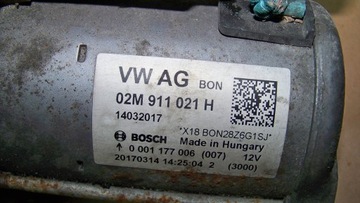 VW AG BON
02M 911 021 H
14032017
*X18 BON28Z6G1SJ*
BOSCH Made in Hungary
0 001 177 006 (007) 12V
20170314 14:25:04 2 (3000)